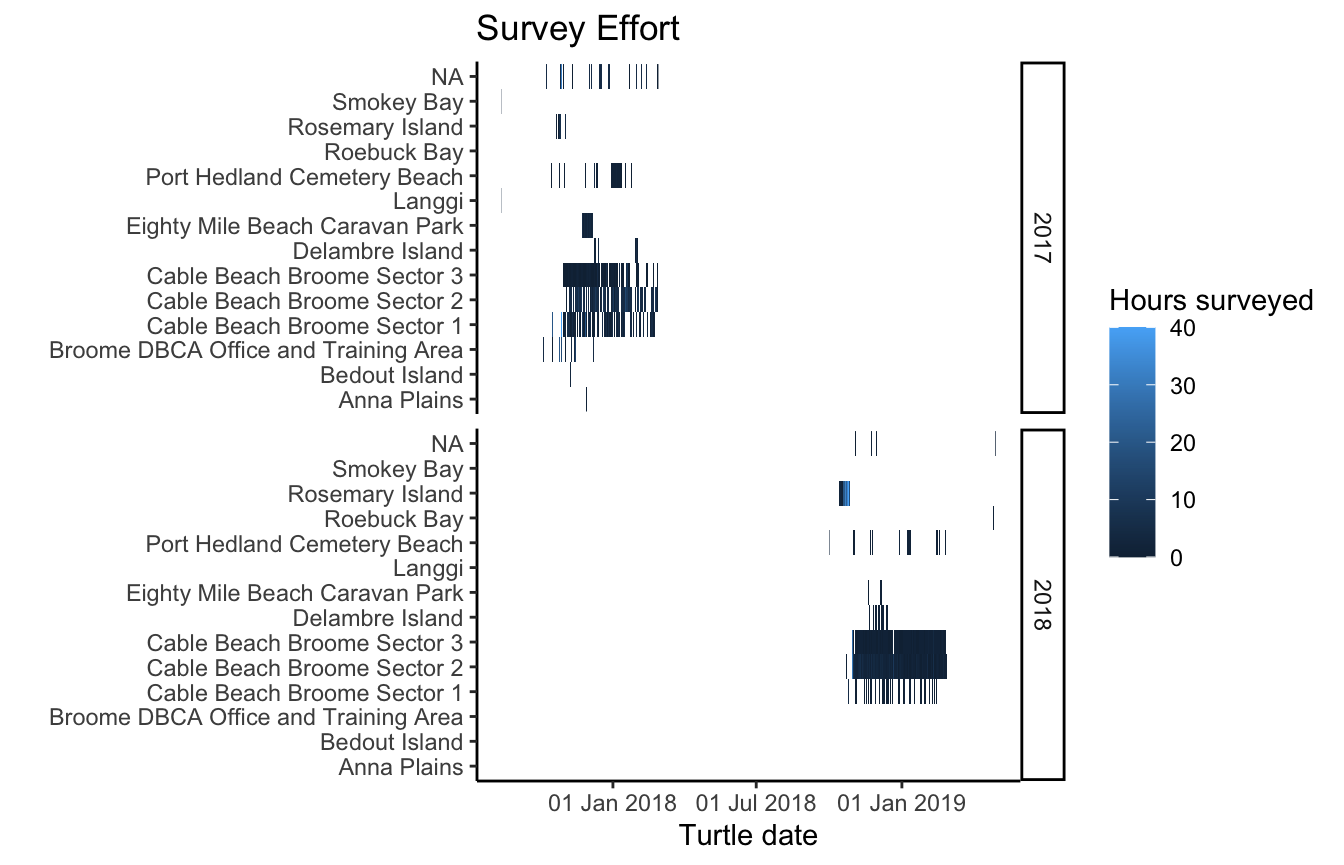 Survey Effort
NA
Smokey Bay
Rosemary Island
Roebuck Bay
Port Hedland Cemetery Beach
Langgi
Eighty Mile Beach Caravan Park
Delambre Island
Cable Beach Broome Sector 3
Cable Beach Broome Sector 2
Cable Beach Broome Sector 1
Broome DBCA Office and Training Area
Bedout Island
Anna Plains
2017
NA
Smokey Bay
Rosemary Island
Roebuck Bay
Port Hedland Cemetery Beach
Langgi
Eighty Mile Beach Caravan Park
Delambre Island
Cable Beach Broome Sector 3
Cable Beach Broome Sector 2
Cable Beach Broome Sector 1
Broome DBCA Office and Training Area
Bedout Island
Anna Plains
2018
01 Jan 2018 01 Jul 2018 01 Jan 2019
Turtle date
Hours surveyed
40
30
20
10
0